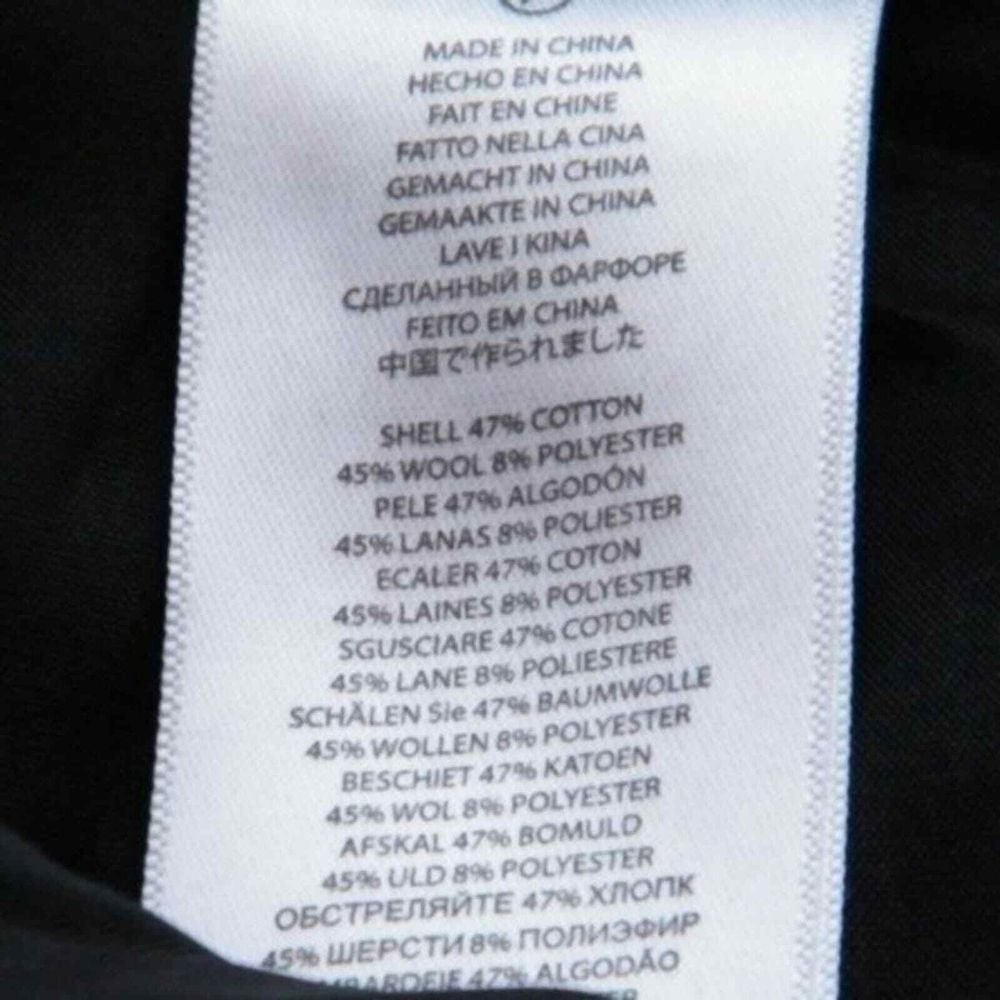 MADE IN CHINA
HECHO EN CHINA
FAIT EN CHINE
FATTO NELLA CINA
GEMACHT IN CHINA
GEMAAKTE IN CHINA
LAVE I KINA
СДЕЛАННЫЙ В ФАРФОРЕ
FEITO EM CHINA
中国で作られました
SHELL 47% COTTON
45% WOOL 8% POLYESTER
PELE 47% ALGODÓN
45% LANAS 8% POLIESTER
ECALER 47% COTON
45% LAINES 8% POLYESTER
SGUSCIARE 47% COTONE
45% LANE 8% POLIESTERE
SCHÄLEN Sie 47% BAUMWOLLE
45% WOLLEN 8% POLYESTER
BESCHIET 47% KATOEN
45% WOL 8% POLYESTER
AFSKAL 47% BOMULD
45% ULD 8% POLYESTER
ОБСТРЕЛЯЙТЕ 47% ХЛОПК
45% ШЕРСТИ 8% ПОЛИЭФИР
47% ALGODÃO